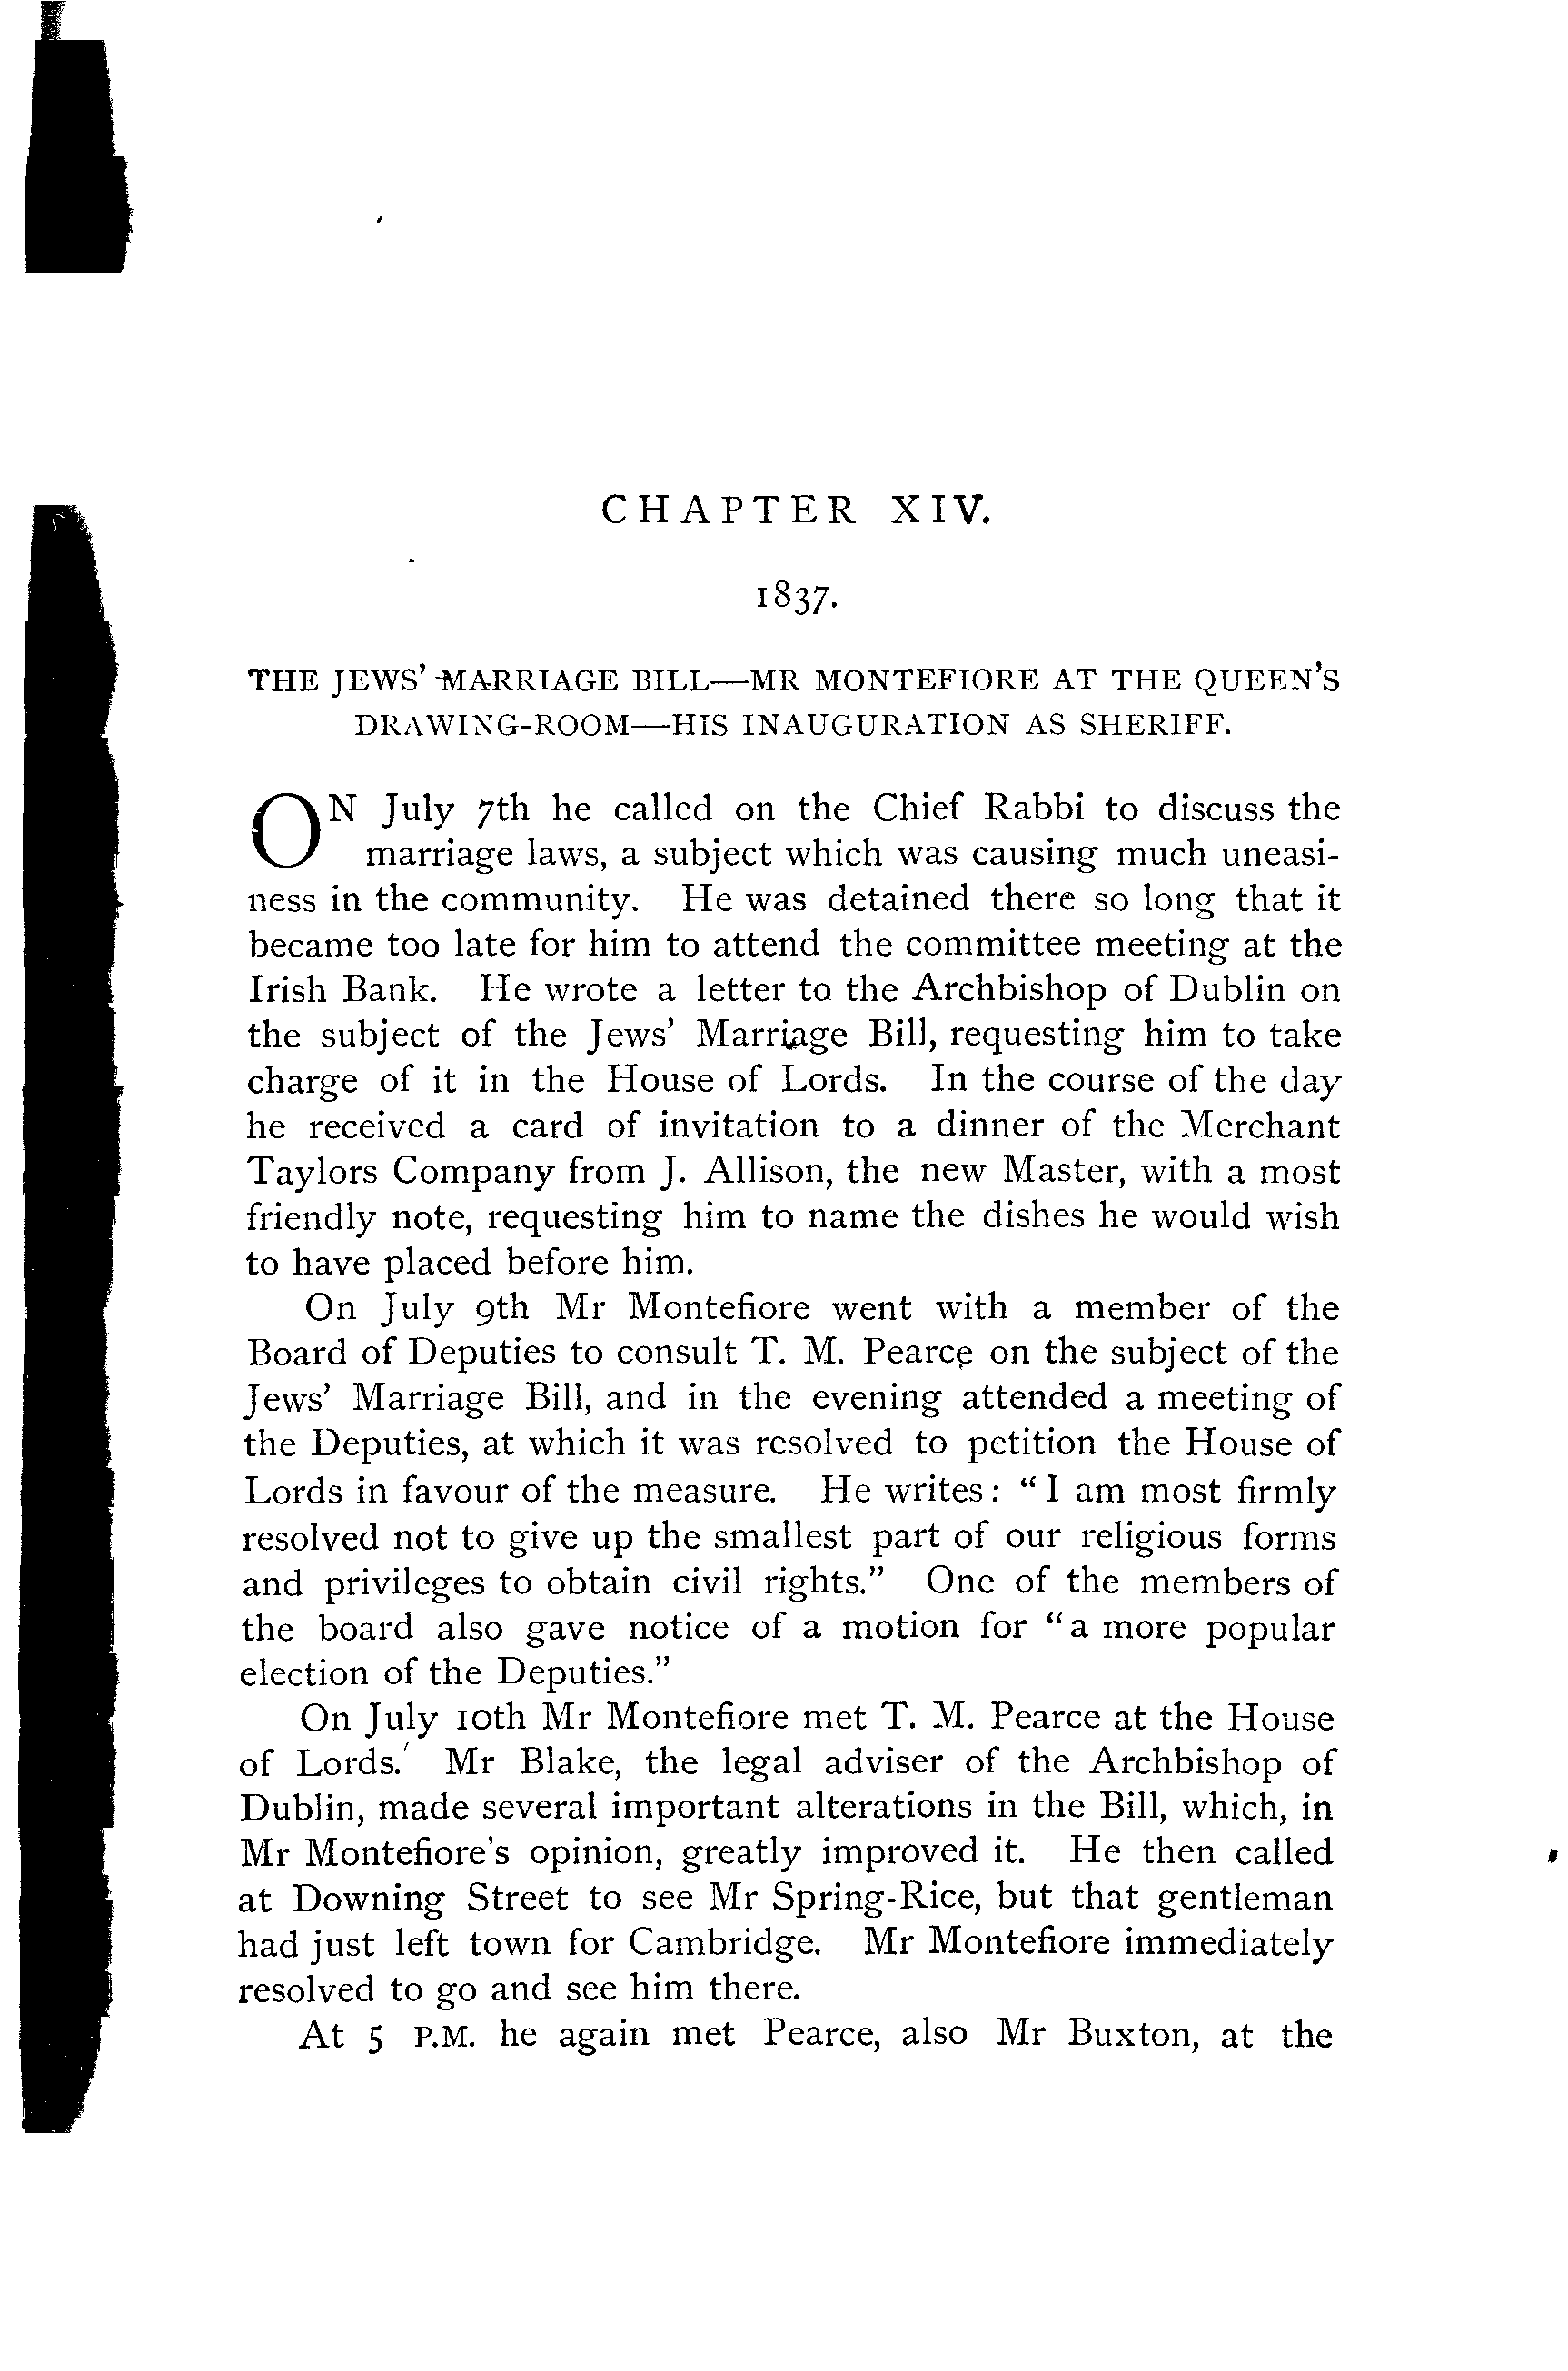 CHAPTER XIV.
1837.
THE JEWS' MARRIAGE BILL—MR MONTEFIORE AT THE QUEEN'S
DRAWING-ROOM—HIS INAUGURATION AS SHERIFF.
ON July 7th he called on the Chief Rabbi to discuss the
marriage laws, a subject which was causing much uneasi-
ness in the community. He was detained there so long that it
became too late for him to attend the committee meeting at the
Irish Bank. He wrote a letter to the Archbishop of Dublin on
the subject of the Jews' Marriage Bill, requesting him to take
charge of it in the House of Lords. In the course of the day
he received a card of invitation to a dinner of the Merchant
Taylors Company from J. Allison, the new Master, with a most
friendly note, requesting him to name the dishes he would wish
to have placed before him.
On July 9th Mr Montefiore went with a member of the
Board of Deputies to consult T. M. Pearce on the subject of the
Jews' Marriage Bill, and in the evening attended a meeting of
the Deputies, at which it was resolved to petition the House of
Lords in favour of the measure. He writes: "I am most firmly
resolved not to give up the smallest part of our religious forms
and privileges to obtain civil rights." One of the members of
the board also gave notice of a motion for "a more popular
election of the Deputies."
On July 10th Mr Montefiore met T. M. Pearce at the House
of Lords. Mr Blake, the legal adviser of the Archbishop of
Dublin, made several important alterations in the Bill, which, in
Mr Montefiore's opinion, greatly improved it. He then called
at Downing Street to see Mr Spring-Rice, but that gentleman
had just left town for Cambridge. Mr Montefiore immediately
resolved to go and see him there.
At 5 P.M. he again met Pearce, also Mr Buxton, at the